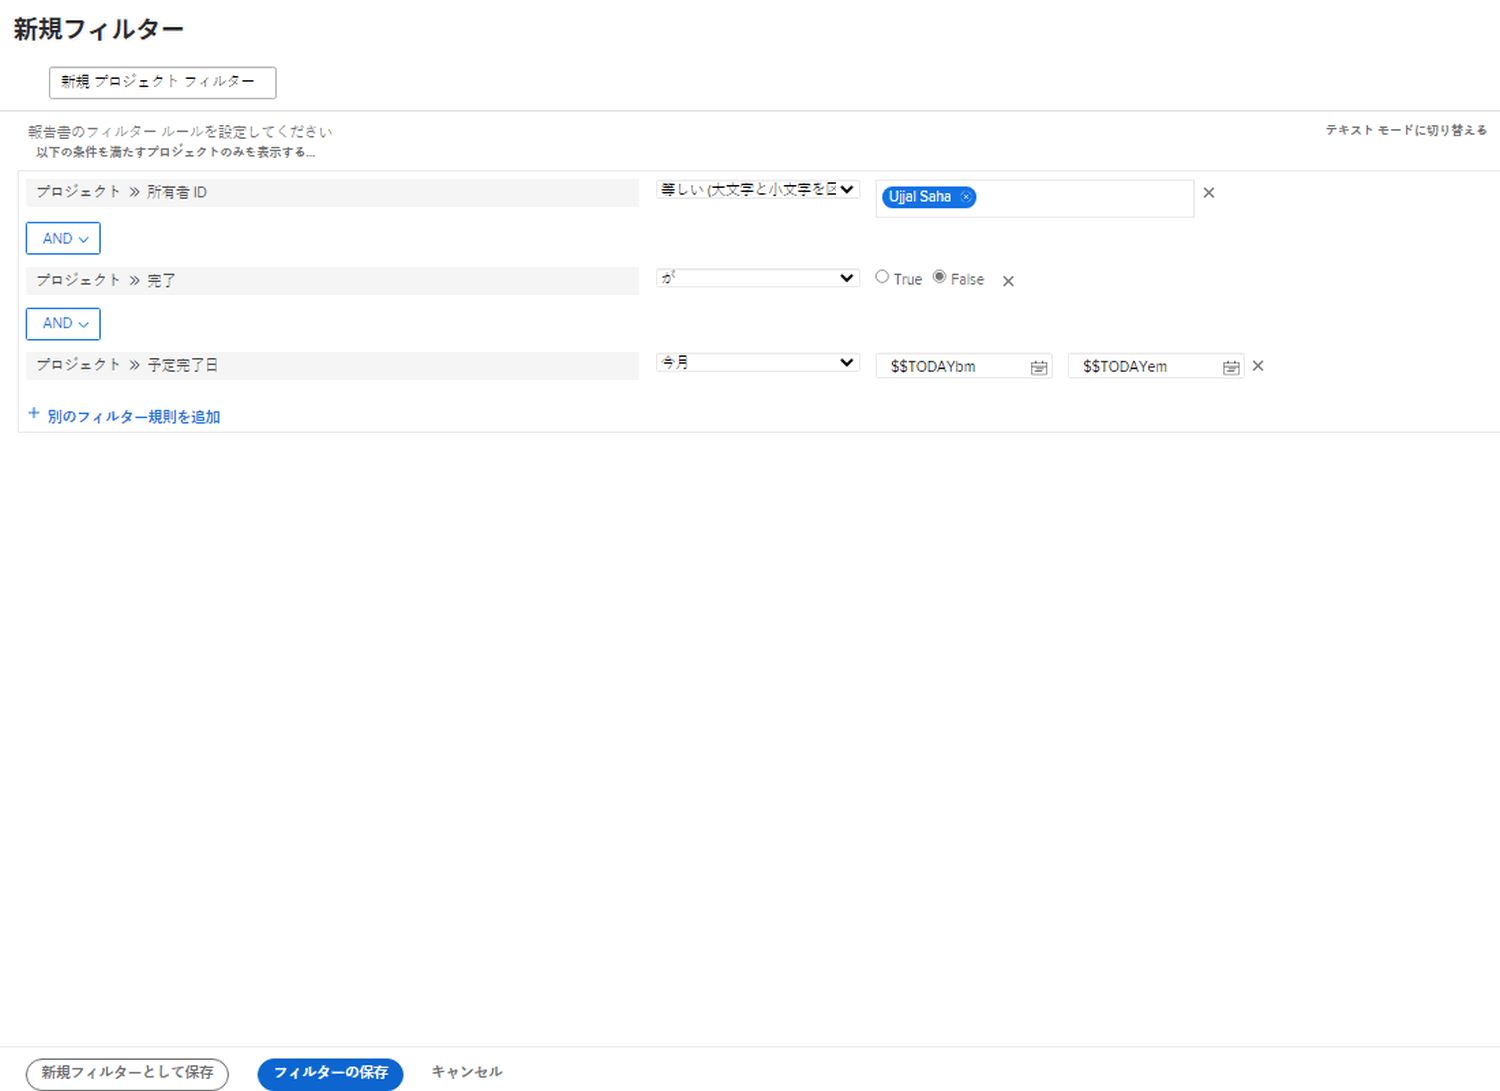 新規フィルター
新規 プロジェクト フィルター
報告書のフィルター ルールを設定してください
テキスト モードに切り替える
以下の条件を満たすプロジェクトのみを表示する...
プロジェクト » 所有者 ID 等しい (大文字と小文字を区 Ujjal Saha
AND
プロジェクト » 完了 が True False
AND
プロジェクト » 予定完了日 今月 $$TODAYbm $$TODAYem
+ 別のフィルター規則を追加
新規フィルターとして保存 フィルターの保存 キャンセル